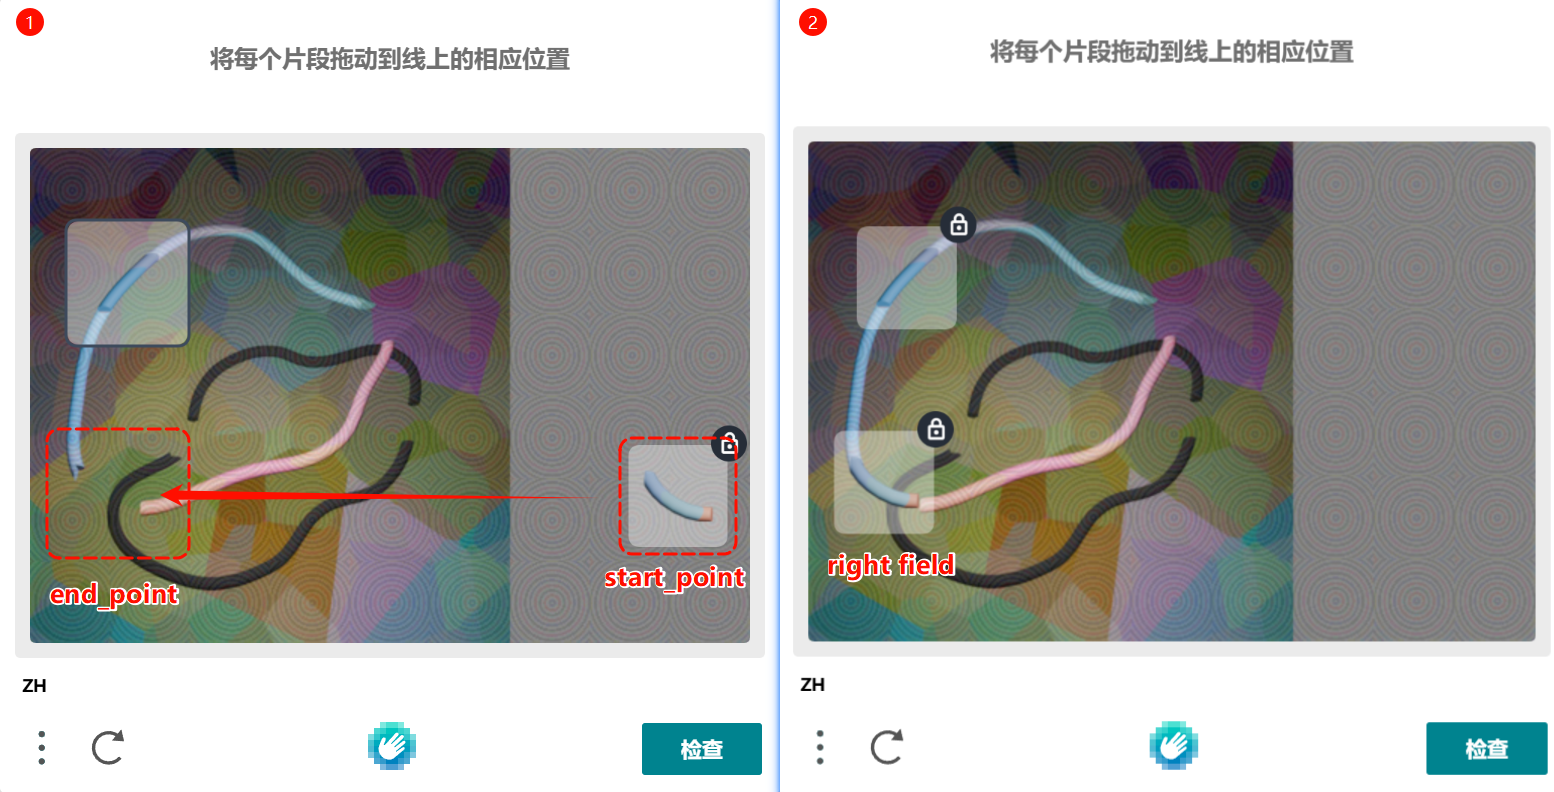 1
将每个片段拖动到线上的相应位置
end_point
start_point
ZH
检查
2
将每个片段拖动到线上的相应位置
right field
ZH
检查